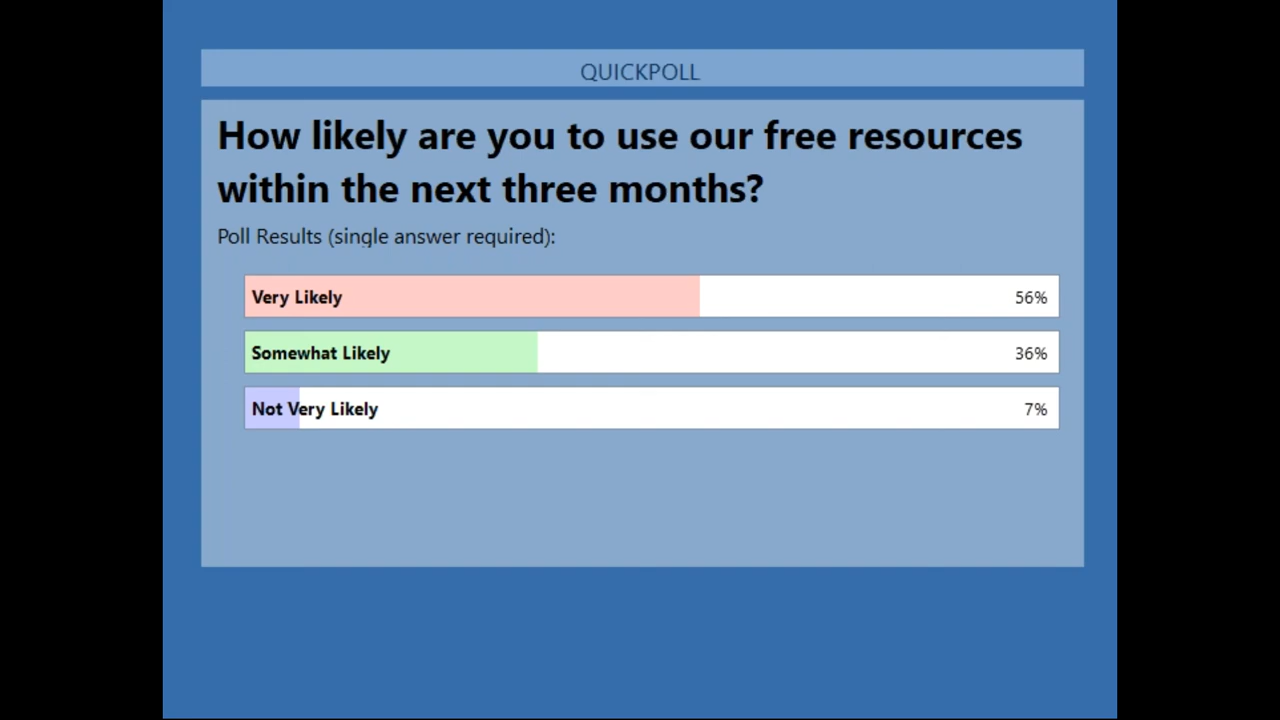 QUICKPOLL
How likely are you to use our free resources
within the next three months?
Poll Results (single answer required):
Very Likely 56%
Somewhat Likely 36%
Not Very Likely 7%